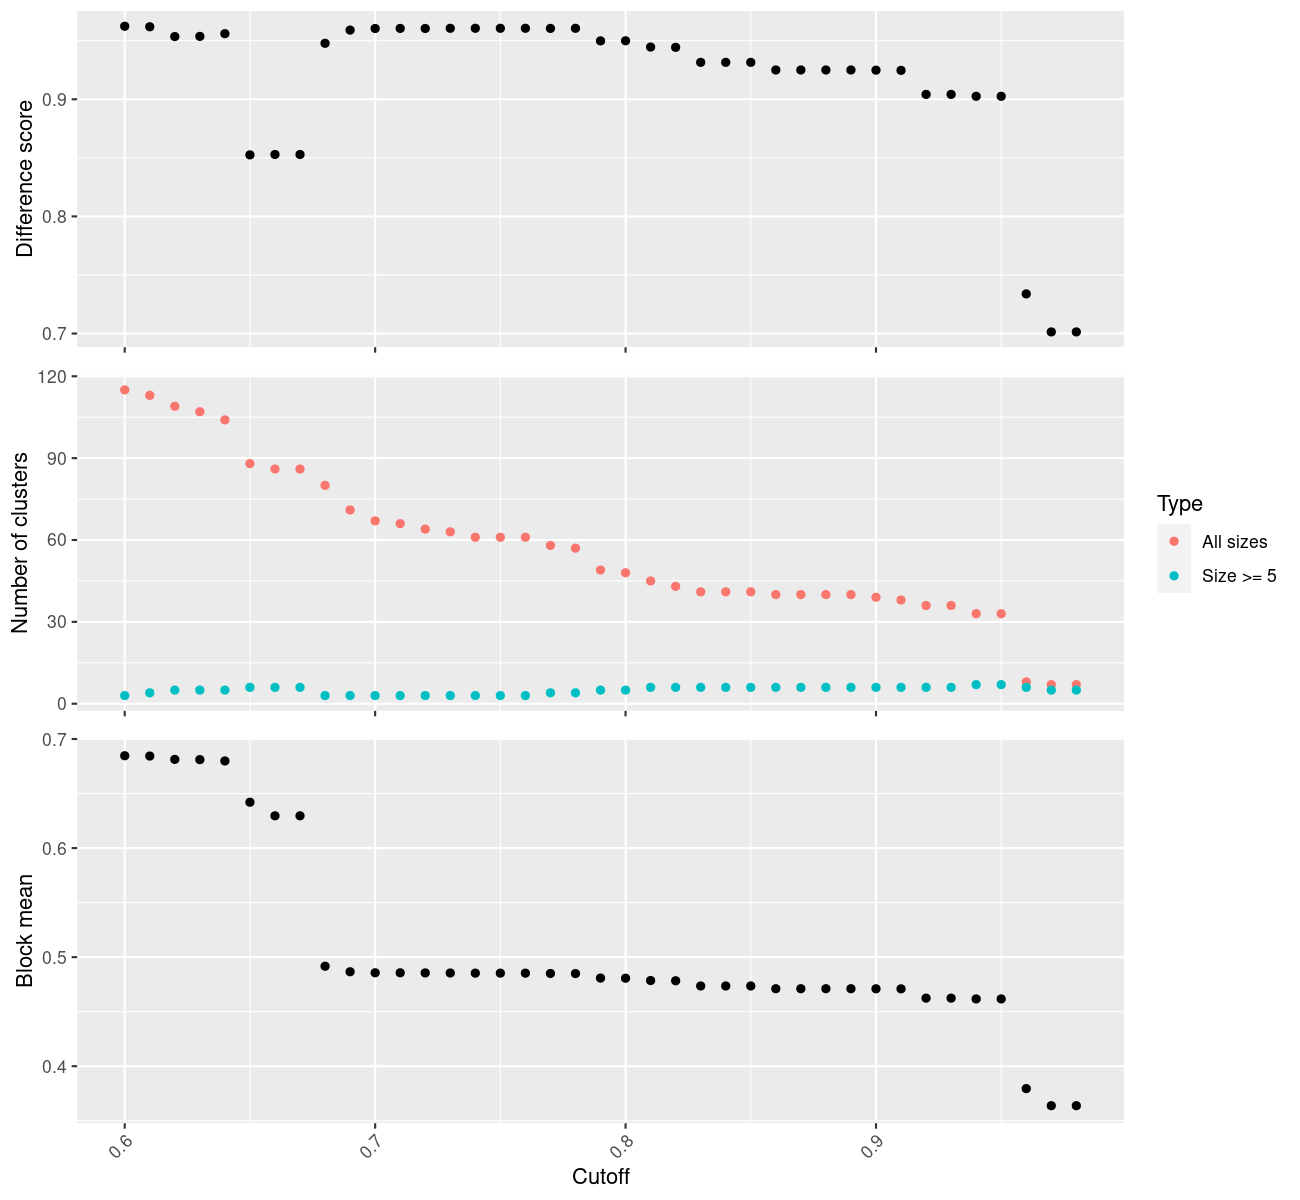 Difference score
0.9
0.8
0.7
Number of clusters
120
90
60
30
0
Type
All sizes
Size >= 5
Block mean
0.7
0.6
0.5
0.4
0.6
0.7
0.8
0.9
Cutoff